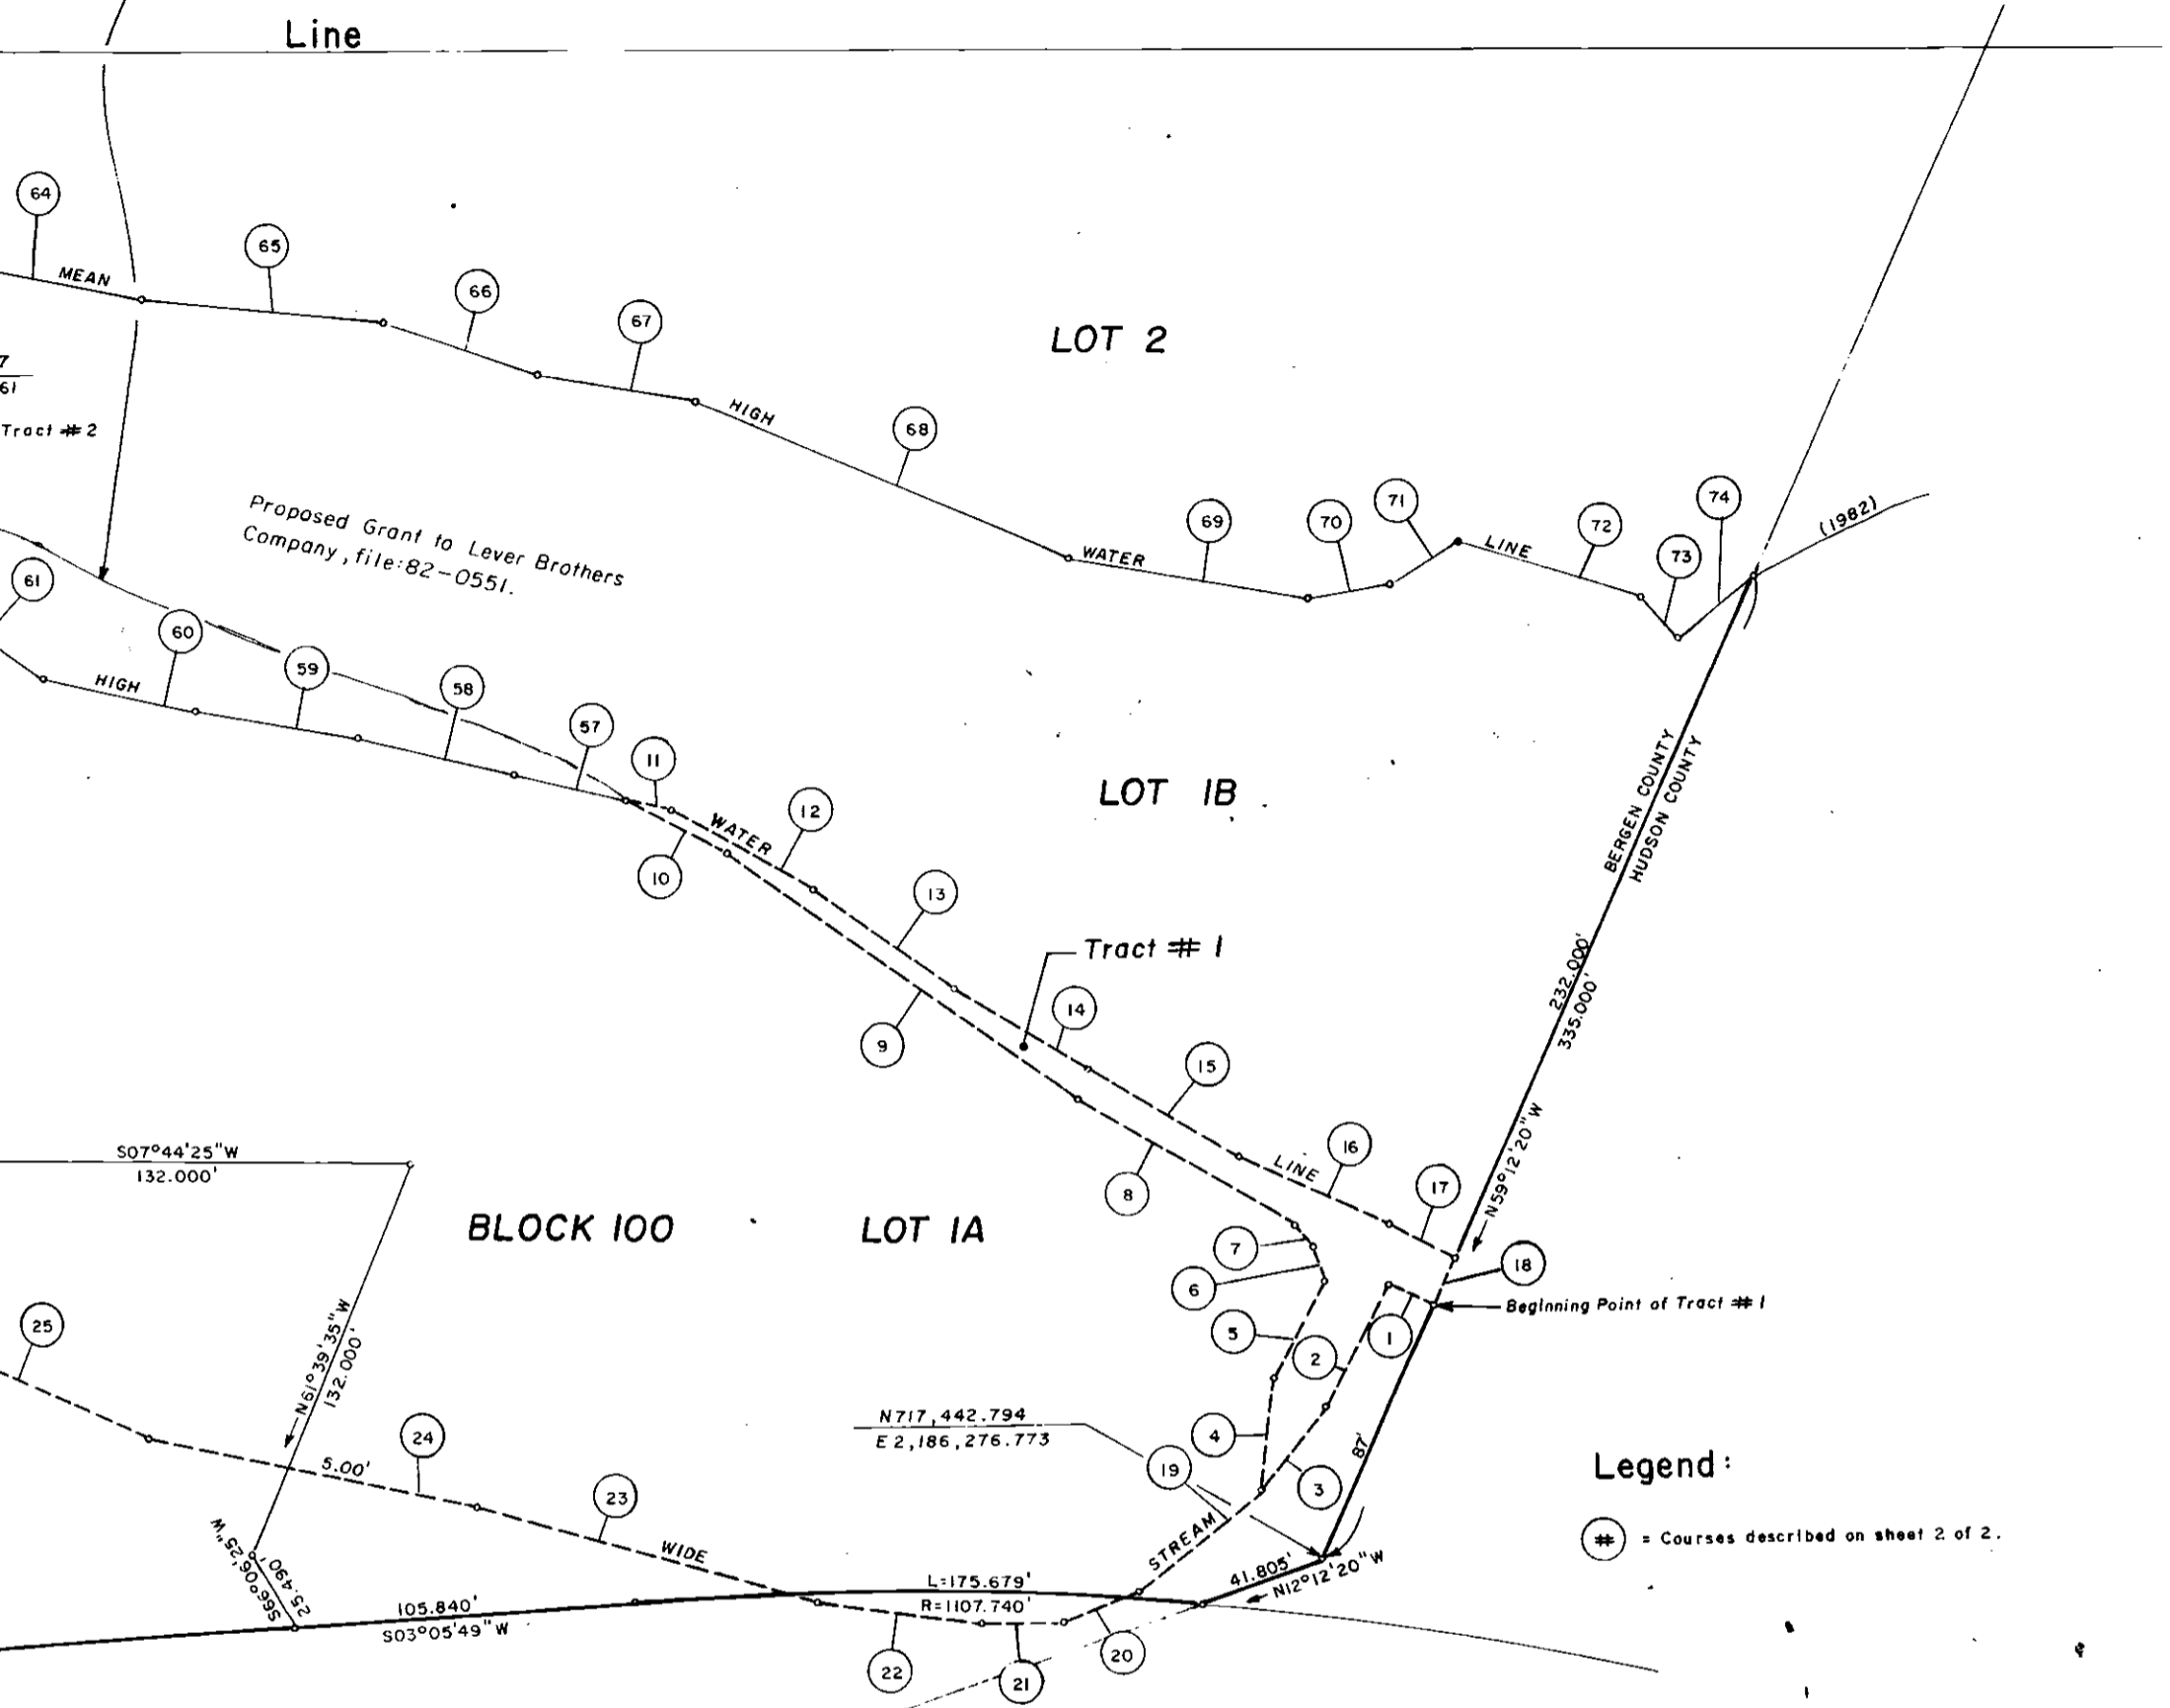 Line
64
MEAN
65
66
67
7
61
Tract # 2
HIGH
68
LOT 2
WATER
69
70
71
LINE
72
73
74
(1982)
Proposed Grant to Lever Brothers
Company, file: 82-0551.
61
60
HIGH
59
58
57
11
WATER
12
10
13
LOT 1B
BERGEN COUNTY
HUDSON COUNTY
Tract # 1
14
9
15
232.000'
335.000'
N59°12'20"W
S07°44'25"W
132.000'
16
LINE
17
8
BLOCK 100
LOT 1A
7
6
18
Beginning Point of Tract # 1
1
5
2
25
N61°39'35"W
132.000'
N717,442.794
E 2,186,276.773
4
19
3
87'
Legend:
# = Courses described on sheet 2 of 2.
24
5.00'
23
WIDE
STREAM
S66°06'25"W
25.490'
105.840'
S03°05'49"W
L=175.679'
R=1107.740'
41.805'
N12°12'20"W
22
21
20